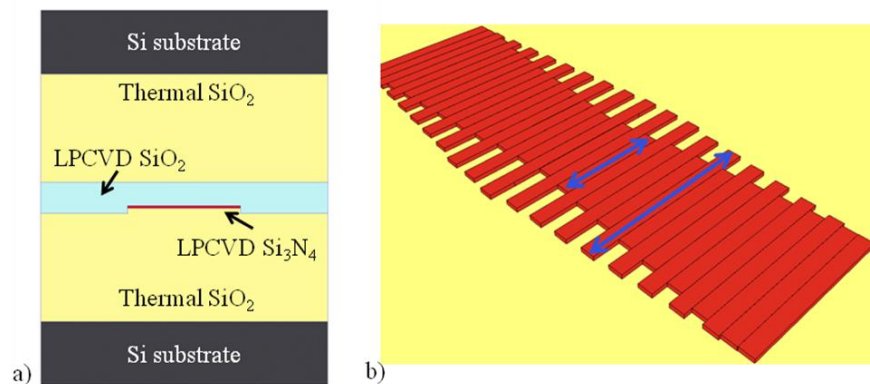 Si substrate
Thermal SiO₂
LPCVD SiO₂
LPCVD Si₃N₄
Thermal SiO₂
Si substrate
a)
b)